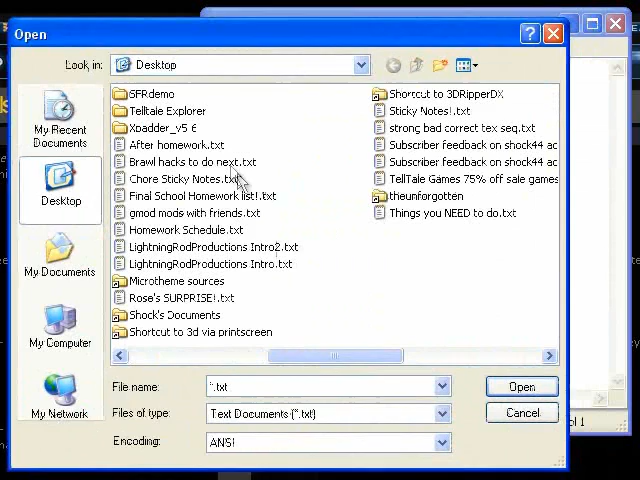 Open
Look in:
Desktop
My Recent
Documents
Desktop
My Documents
My Computer
My Network
SFRdemo
Telltale Explorer
Xpadder_v5 6
After homework.txt
Brawl hacks to do next.txt
Chore Sticky Notes.txt
Final School Homework list!.txt
gmod mods with friends.txt
Homework Schedule.txt
LightningRodProductions Intro2.txt
LightningRodProductions Intro.txt
Microtheme sources
Rose's SURPRISE!.txt
Shock's Documents
Shortcut to 3d via printscreen
Shortcut to 3DRipperDX
Sticky Notes!.txt
strong bad correct tex seq.txt
Subscriber feedback on shock44 ac
Subscriber feedback on shock44 ac
TellTale Games 75% off sale games
theunforgotten
Things you NEED to do.txt
File name:
*.txt
Open
Files of type:
Text Documents (*.txt)
Cancel
Encoding:
ANSI
ol 1